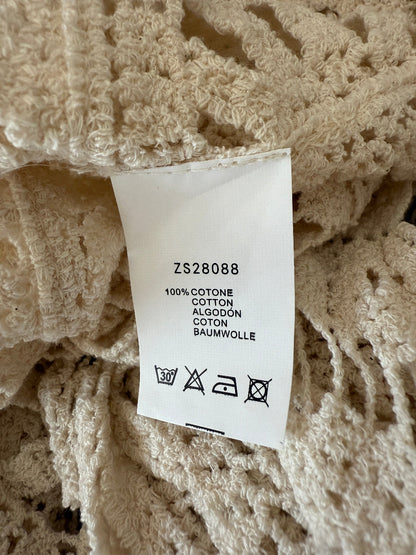 ZS28088
100% COTONE
COTTON
ALGODÓN
COTON
BAUMWOLLE
30°